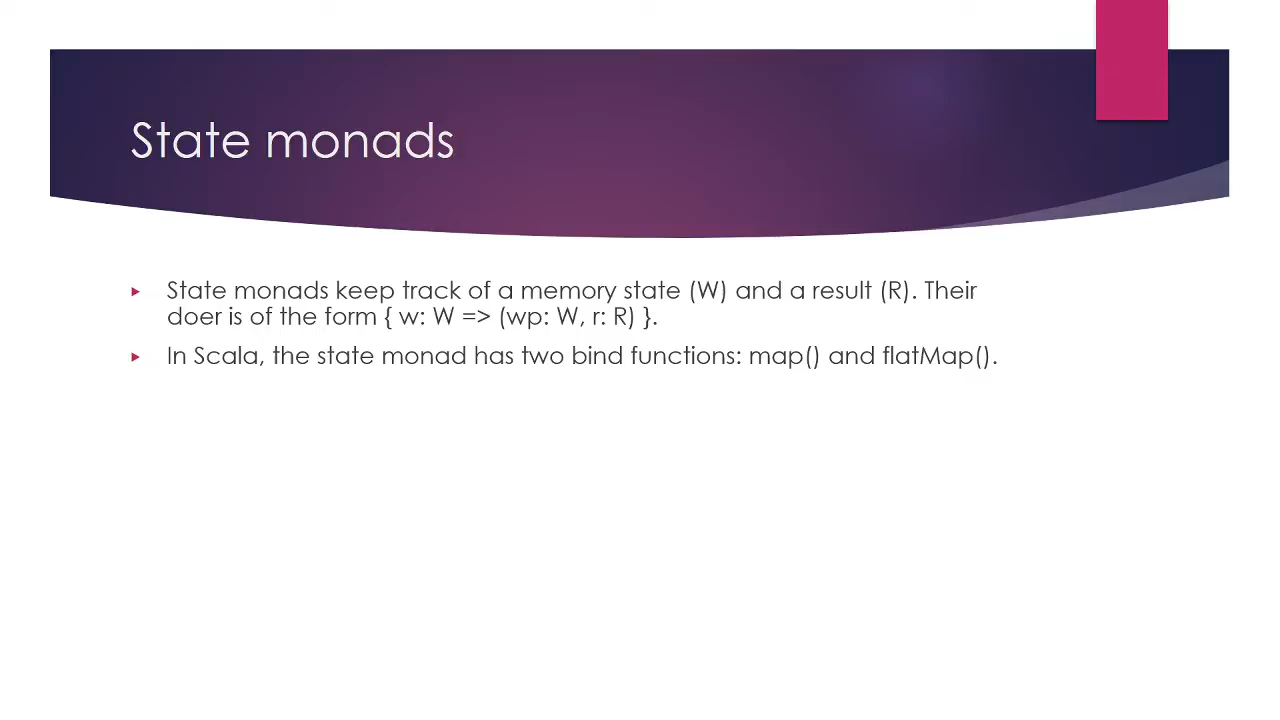 State monads
State monads keep track of a memory state (W) and a result (R). Their
doer is of the form { w: W => (wp: W, r: R) }.
In Scala, the state monad has two bind functions: map() and flatMap().